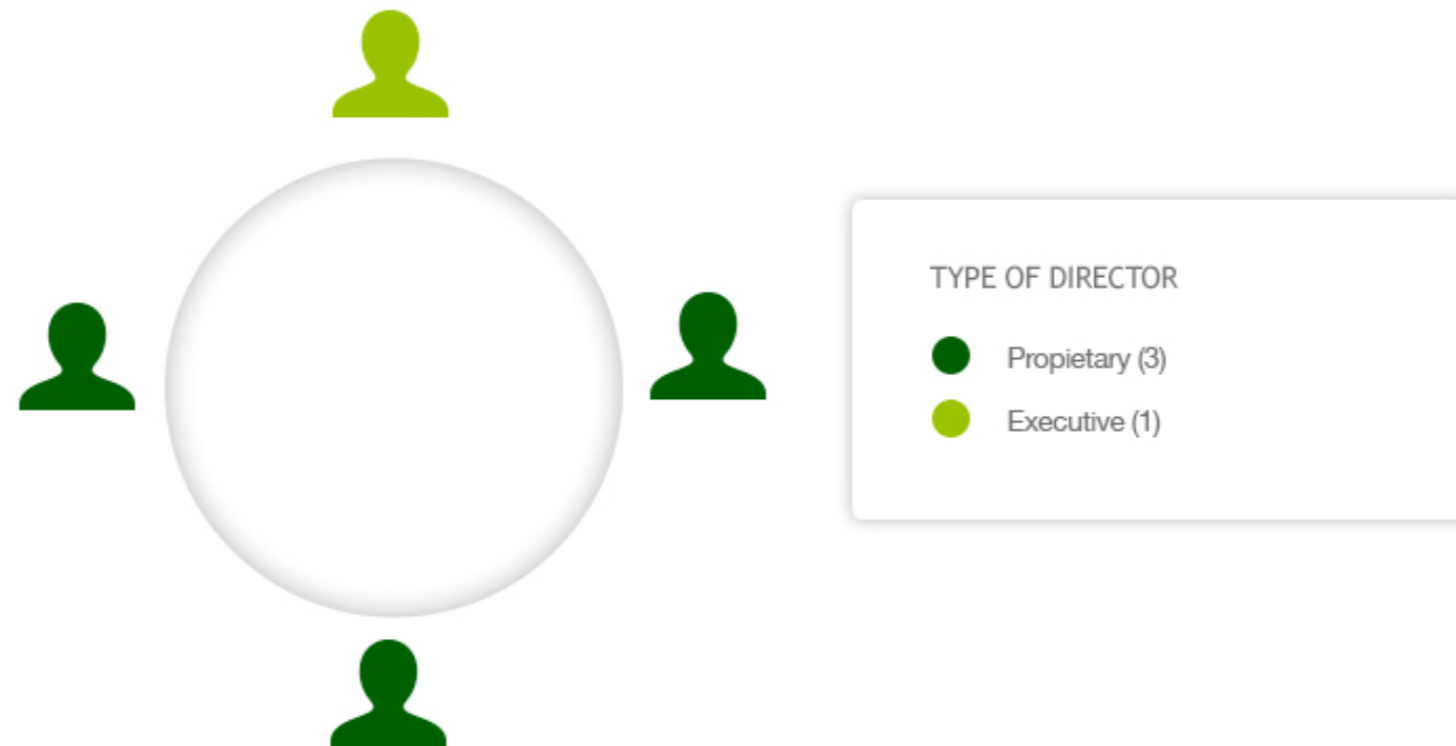 TYPE OF DIRECTOR
Propietary (3)
Executive (1)